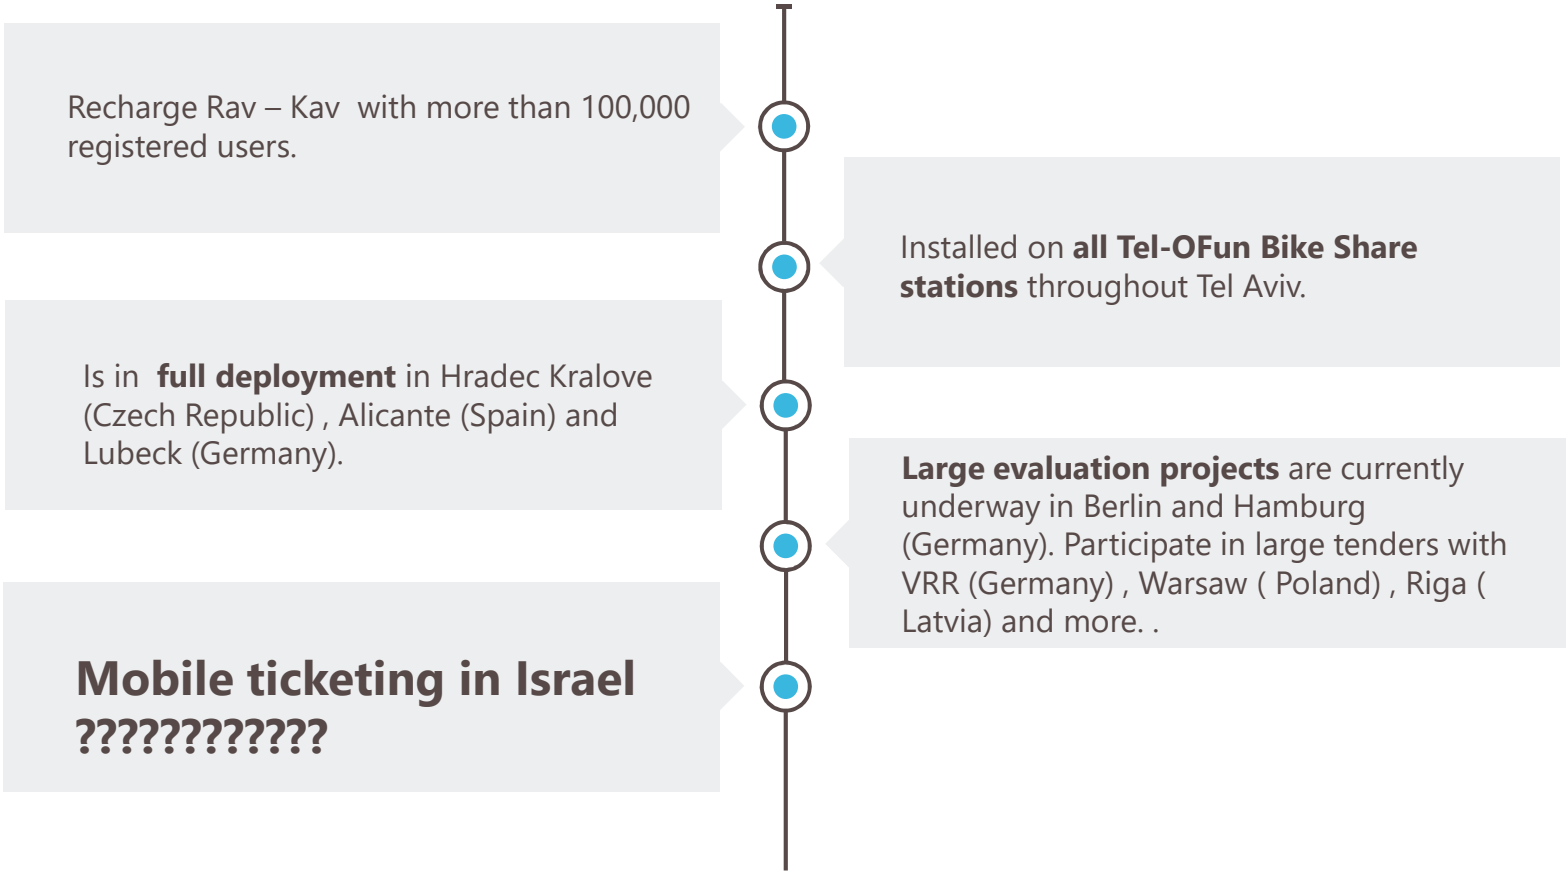 Recharge Rav – Kav  with more than 100,000
registered users.
Installed on all Tel-OFun Bike Share
stations throughout Tel Aviv.
Is in  full deployment in Hradec Kralove
(Czech Republic) , Alicante (Spain) and
Lubeck (Germany).
Large evaluation projects are currently
underway in Berlin and Hamburg
(Germany). Participate in large tenders with
VRR (Germany) , Warsaw ( Poland) , Riga (
Latvia) and more. .
Mobile ticketing in Israel
????????????